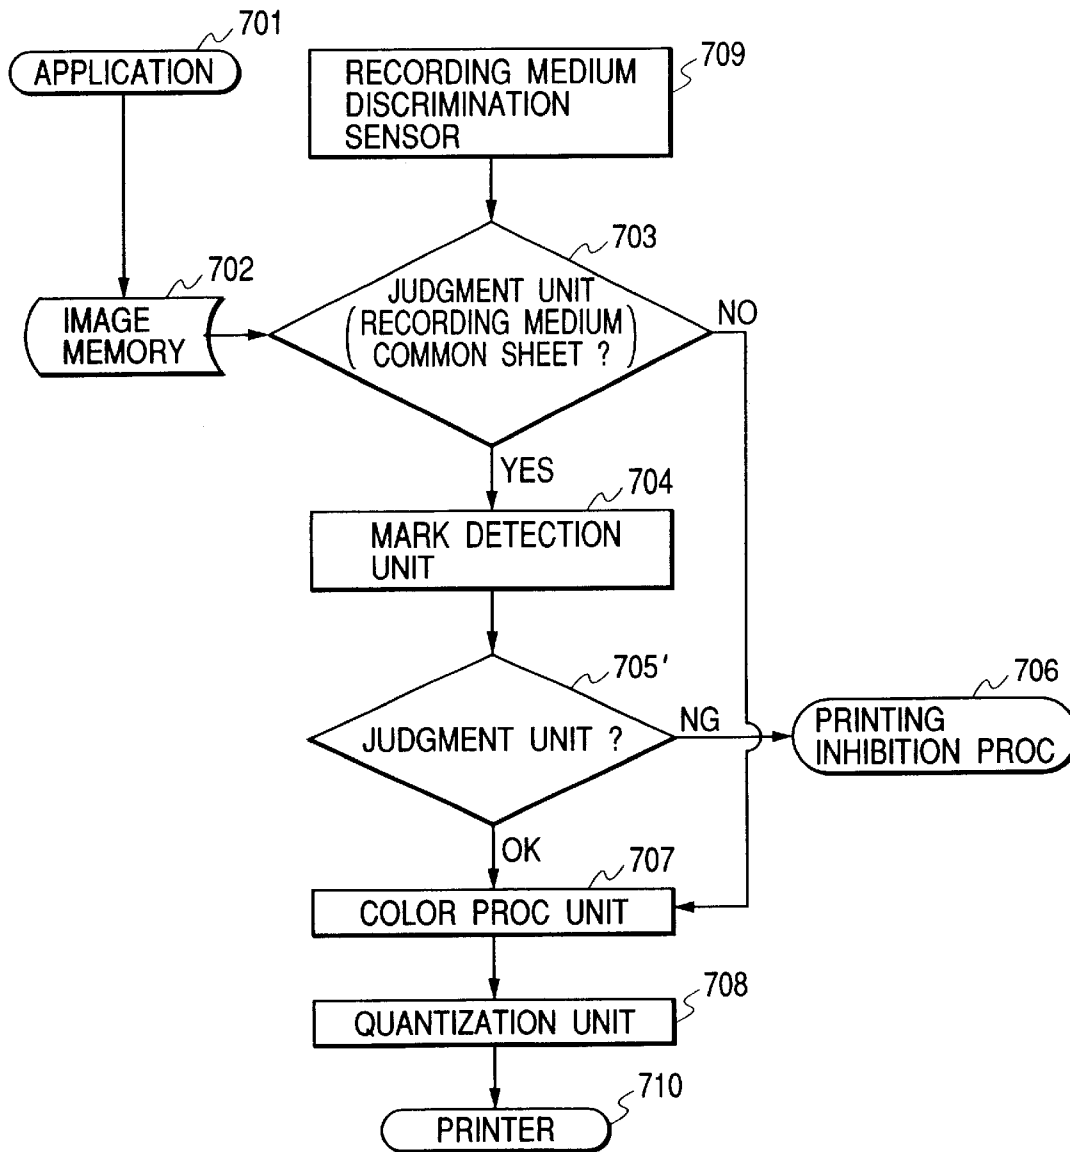 701
APPLICATION
709
RECORDING MEDIUM
DISCRIMINATION
SENSOR
703
702
IMAGE
MEMORY
JUDGMENT UNIT
(RECORDING MEDIUM
COMMON SHEET ?)
NO
YES
704
MARK DETECTION
UNIT
705'
JUDGMENT UNIT ?
NG
706
PRINTING
INHIBITION PROC
OK
707
COLOR PROC UNIT
708
QUANTIZATION UNIT
710
PRINTER